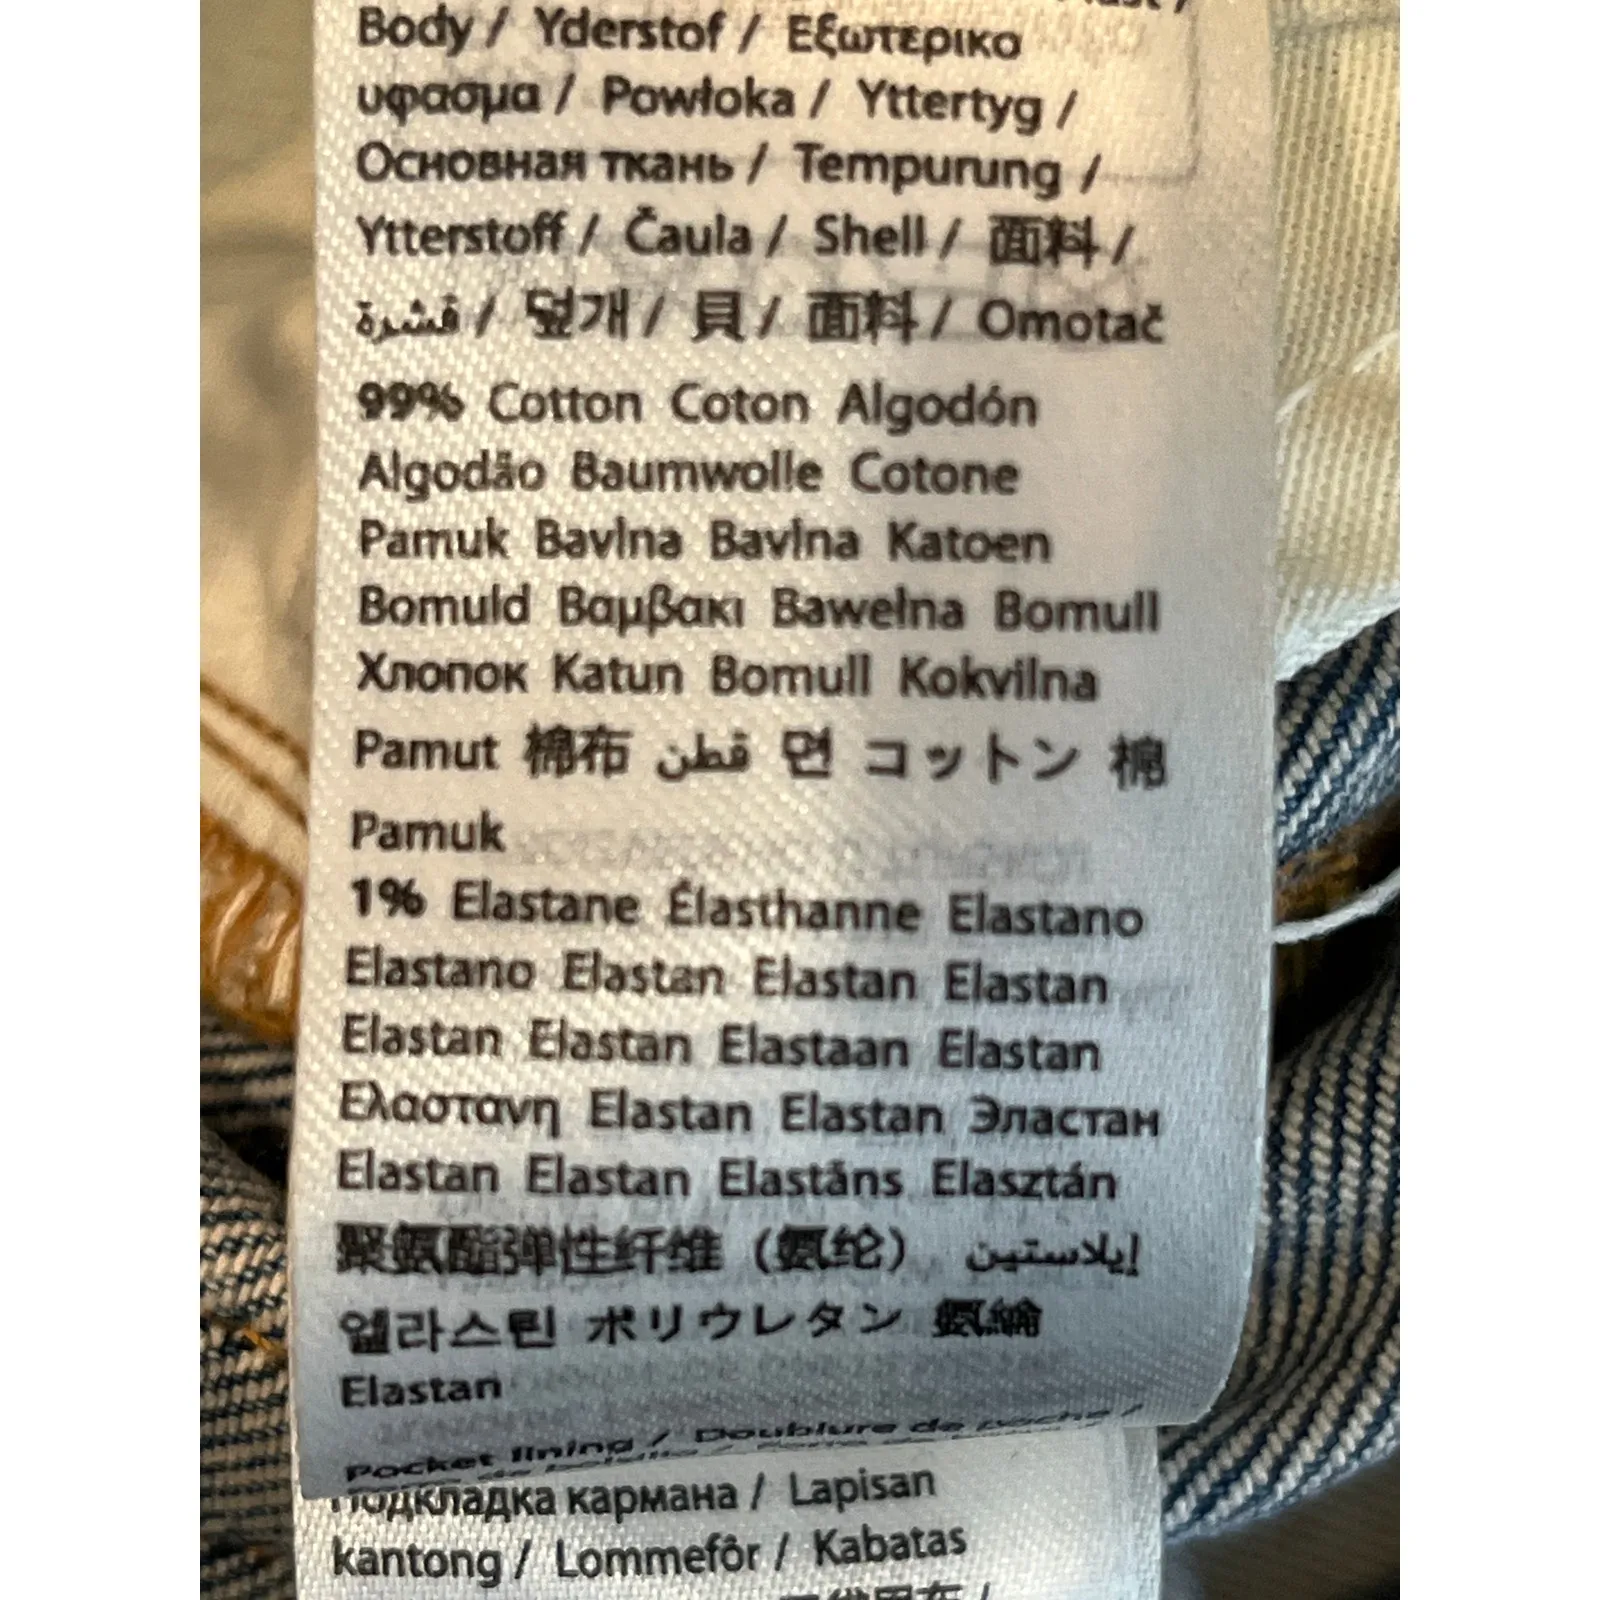 Body / Yderstof / Εξωτερικο
υφασμα / Powłoka / Yttertyg /
Основная ткань / Tempurung /
Ytterstoff / Čaula / Shell / 面料 /
قشرة / 덮개 / 貝 / 面料 / Omotač
99% Cotton Coton Algodón
Algodão Baumwolle Cotone
Pamuk Bavlna Bavlna Katoen
Bomuld Βαμβακι Bawełna Bomull
Хлопок Katun Bomull Kokvilna
Pamut 棉布 قطن 면 コットン 棉
Pamuk
1% Elastane Élasthanne Elastano
Elastano Elastan Elastan Elastan
Elastan Elastan Elastaan Elastan
Ελαστανη Elastan Elastan Эластан
Elastan Elastan Elastāns Elasztán
聚氨酯弹性纤维（氨纶） إيلاستين
엘라스틴 ポリウレタン 氨綸
Elastan
Pocket lining / Doublure de poche /
Подкладка кармана / Lapisan
kantong / Lommefôr / Kabatas